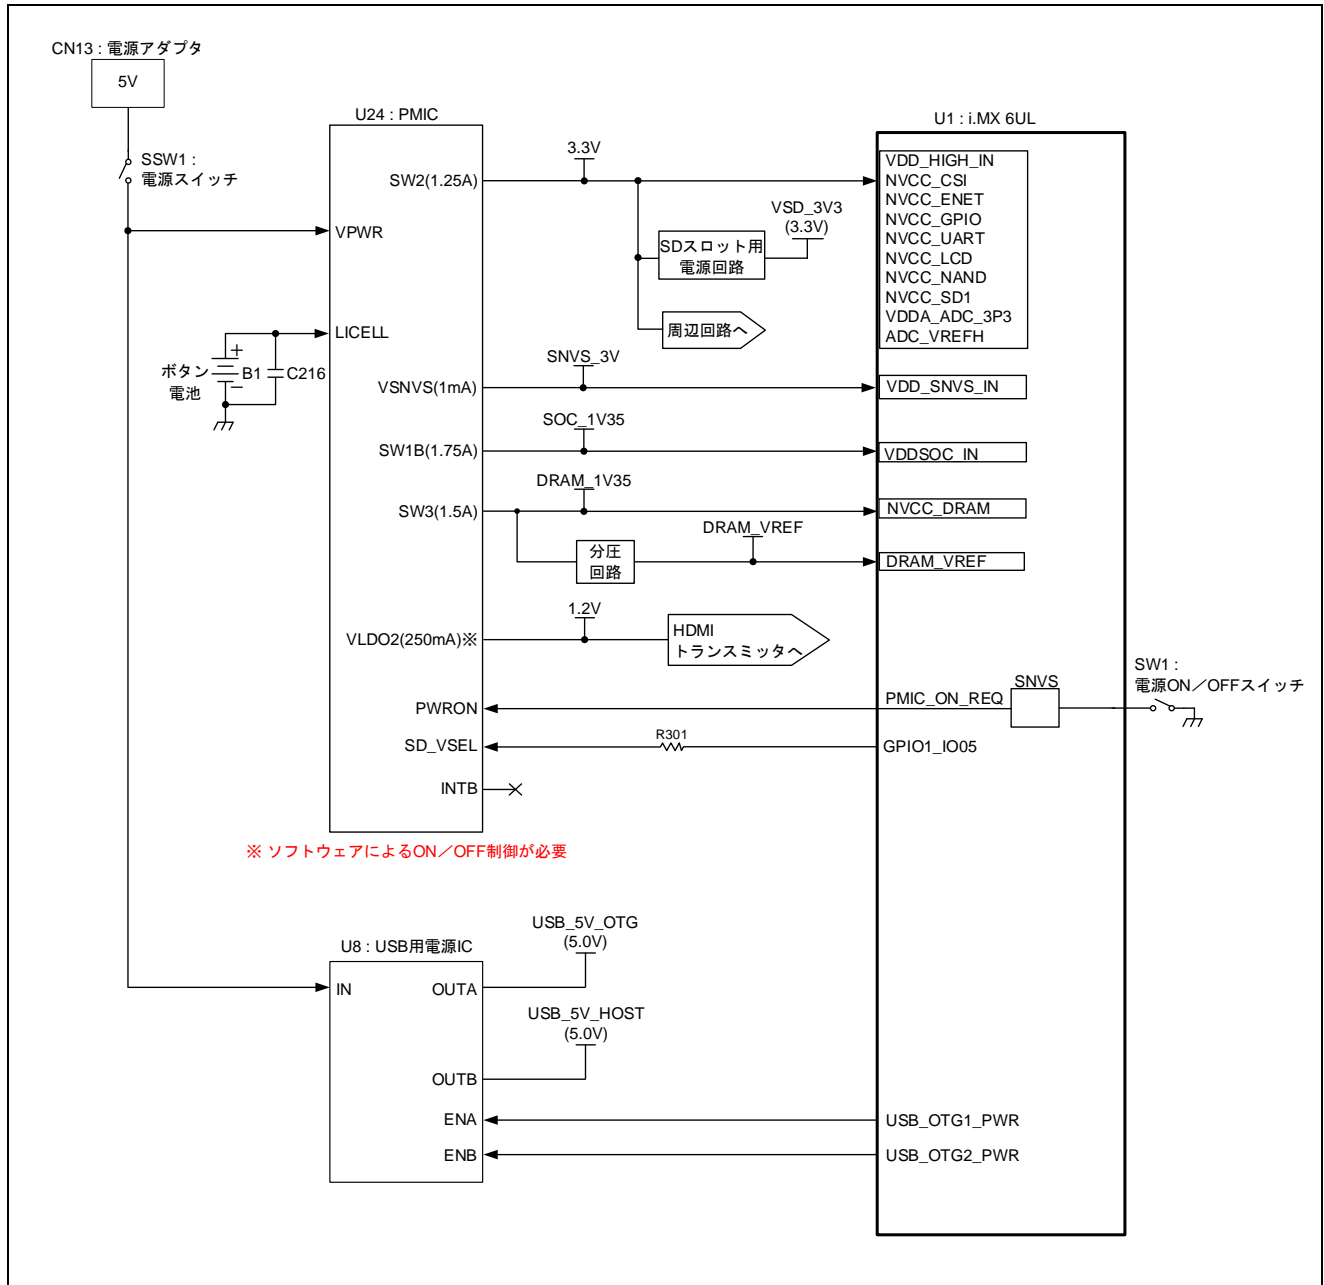 CN13 : 電源アダプタ
5V
SSW1 :
電源スイッチ
U24 : PMIC
VPWR
LICELL
ボタン
電池
+
B1
−
C216
SW2(1.25A)
VSNVS(1mA)
SW1B(1.75A)
SW3(1.5A)
VLDO2(250mA)※
PWRON
SD_VSEL
INTB
※ ソフトウェアによるON／OFF制御が必要
3.3V
VSD_3V3
(3.3V)
SDスロット用
電源回路
周辺回路へ
SNVS_3V
SOC_1V35
DRAM_1V35
DRAM_VREF
分圧
回路
1.2V
HDMI
トランスミッタへ
R301
U1 : i.MX 6UL
VDD_HIGH_IN
NVCC_CSI
NVCC_ENET
NVCC_GPIO
NVCC_UART
NVCC_LCD
NVCC_NAND
NVCC_SD1
VDDA_ADC_3P3
ADC_VREFH
VDD_SNVS_IN
VDDSOC_IN
NVCC_DRAM
DRAM_VREF
PMIC_ON_REQ
SNVS
GPIO1_IO05
SW1 :
電源ON／OFFスイッチ
U8 : USB用電源IC
IN
OUTA
OUTB
ENA
ENB
USB_5V_OTG
(5.0V)
USB_5V_HOST
(5.0V)
USB_OTG1_PWR
USB_OTG2_PWR